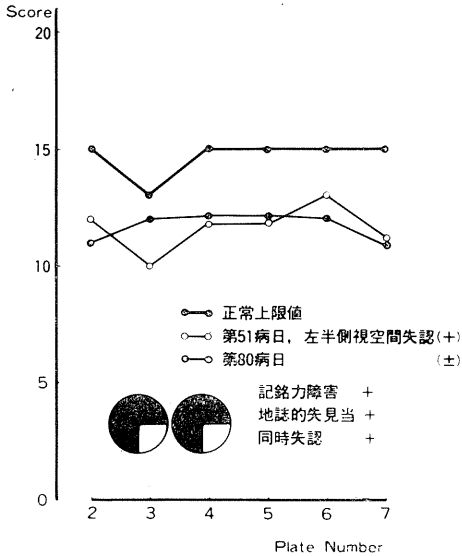 Score
20
15
10
正常上限値
第51病日, 左半側視空間失認(+)
第80病日 (±)
5
記銘力障害 +
地誌的失見当 +
同時失認 +
0
2 3 4 5 6 7
Plate Number